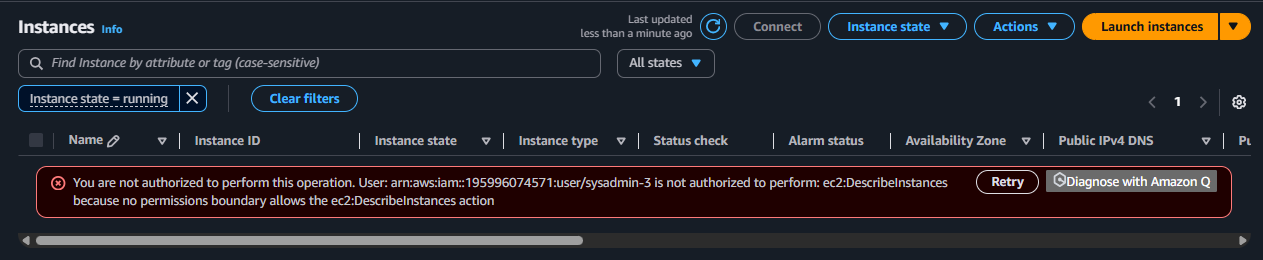 Instances Info
Last updated
less than a minute ago
Connect
Instance state
Actions
Launch instances
Find Instance by attribute or tag (case-sensitive)
All states
Instance state = running
Clear filters
1
Name
Instance ID
Instance state
Instance type
Status check
Alarm status
Availability Zone
Public IPv4 DNS
Pu
You are not authorized to perform this operation. User: arn:aws:iam::195996074571:user/sysadmin-3 is not authorized to perform: ec2:DescribeInstances
because no permissions boundary allows the ec2:DescribeInstances action
Retry
Diagnose with Amazon Q